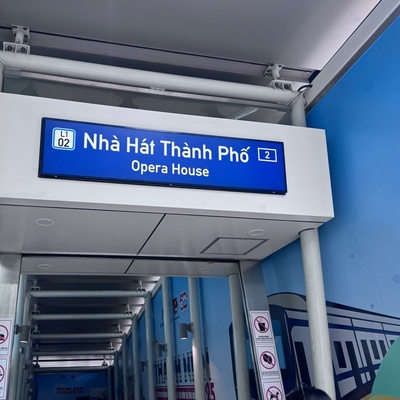 L1
02
Nhà Hát Thành Phố
2
Opera House